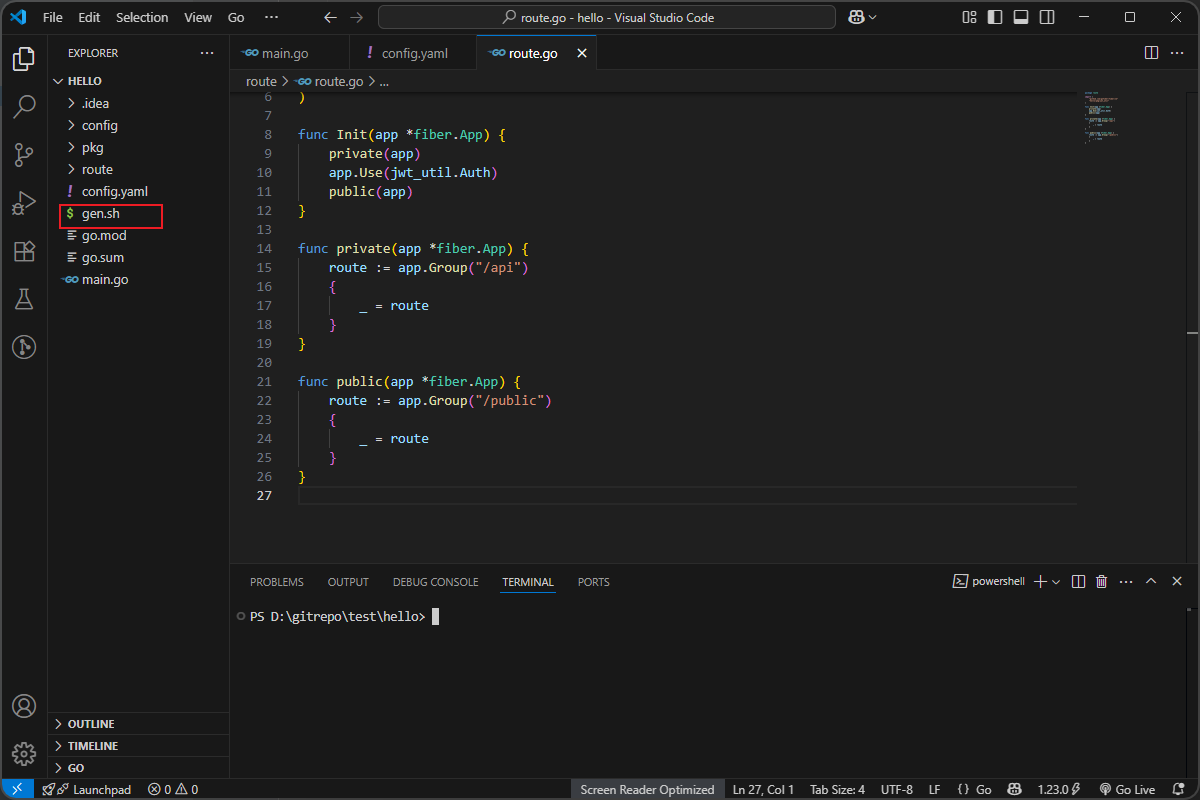 File Edit Selection View Go ··· route.go - hello - Visual Studio Code
EXPLORER ···
HELLO
.idea
config
pkg
route
! config.yaml
$ gen.sh
go.mod
go.sum
GO main.go
OUTLINE
TIMELINE
GO
GO main.go ! config.yaml GO route.go
route > GO route.go > ...
6 )
7
8 func Init(app *fiber.App) {
9 private(app)
10 app.Use(jwt_util.Auth)
11 public(app)
12 }
13
14 func private(app *fiber.App) {
15 route := app.Group("/api")
16 {
17 _ = route
18 }
19 }
20
21 func public(app *fiber.App) {
22 route := app.Group("/public")
23 {
24 _ = route
25 }
26 }
27
PROBLEMS OUTPUT DEBUG CONSOLE TERMINAL PORTS powershell
PS D:\gitrepo\test\hello>
Launchpad 0 0 Screen Reader Optimized Ln 27, Col 1 Tab Size: 4 UTF-8 LF {} Go 1.23.0 Go Live